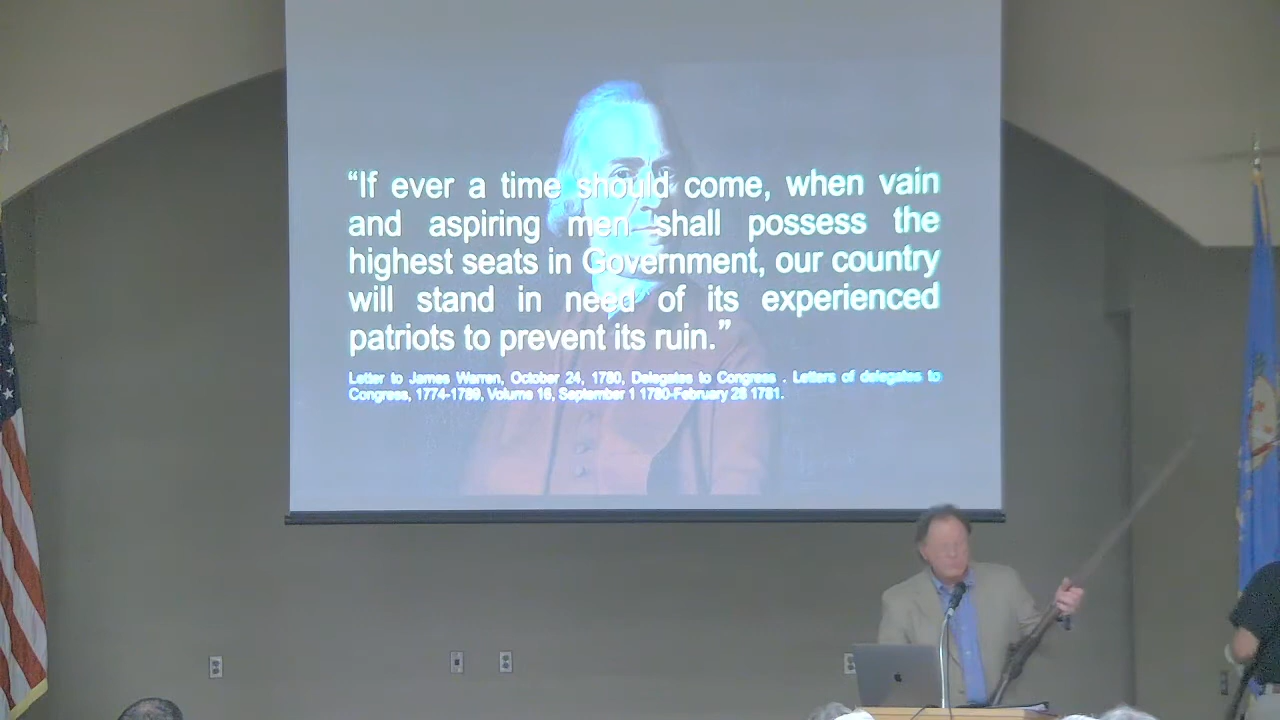 “If ever a time should come, when vain
and aspiring men shall possess the
highest seats in Government, our country
will stand in need of its experienced
patriots to prevent its ruin.”
Letter to James Warren, October 24, 1780, Delegates to Congress . Letters of delegates to
Congress, 1774-1789, Volume 16, September 1 1780-February 28 1781.